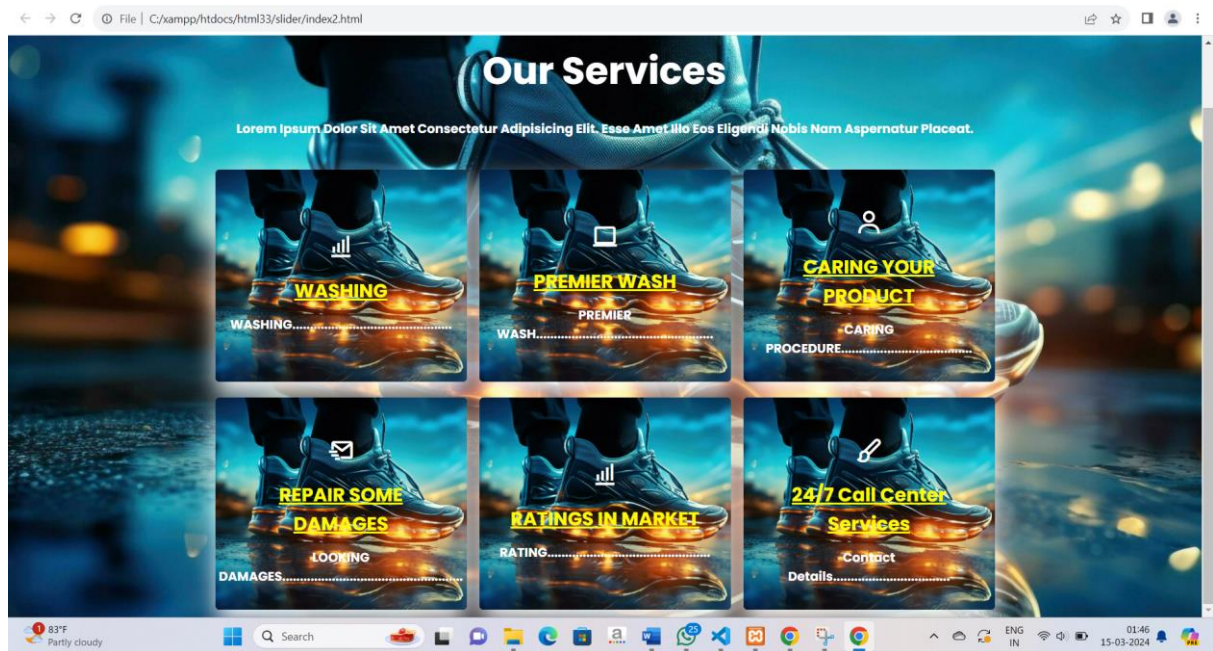 File | C:/xampp/htdocs/html33/slider/index2.html
Our Services
Lorem Ipsum Dolor Sit Amet Consectetur Adipisicing Elit. Esse Amet Illo Eos Eligendi Nobis Nam Aspernatur Placeat.
WASHING
WASHING............................................
PREMIER WASH
PREMIER
WASH.................................................
CARING YOUR
PRODUCT
CARING
PROCEDURE....................................
REPAIR SOME
DAMAGES
LOOKING
DAMAGES..................................................
RATINGS IN MARKET
RATING.............................................
24/7 Call Center
Services
Contact
Details................................
1
83°F
Partly cloudy
Search
a
25
ENG
IN
01:46
15-03-2024
PRE